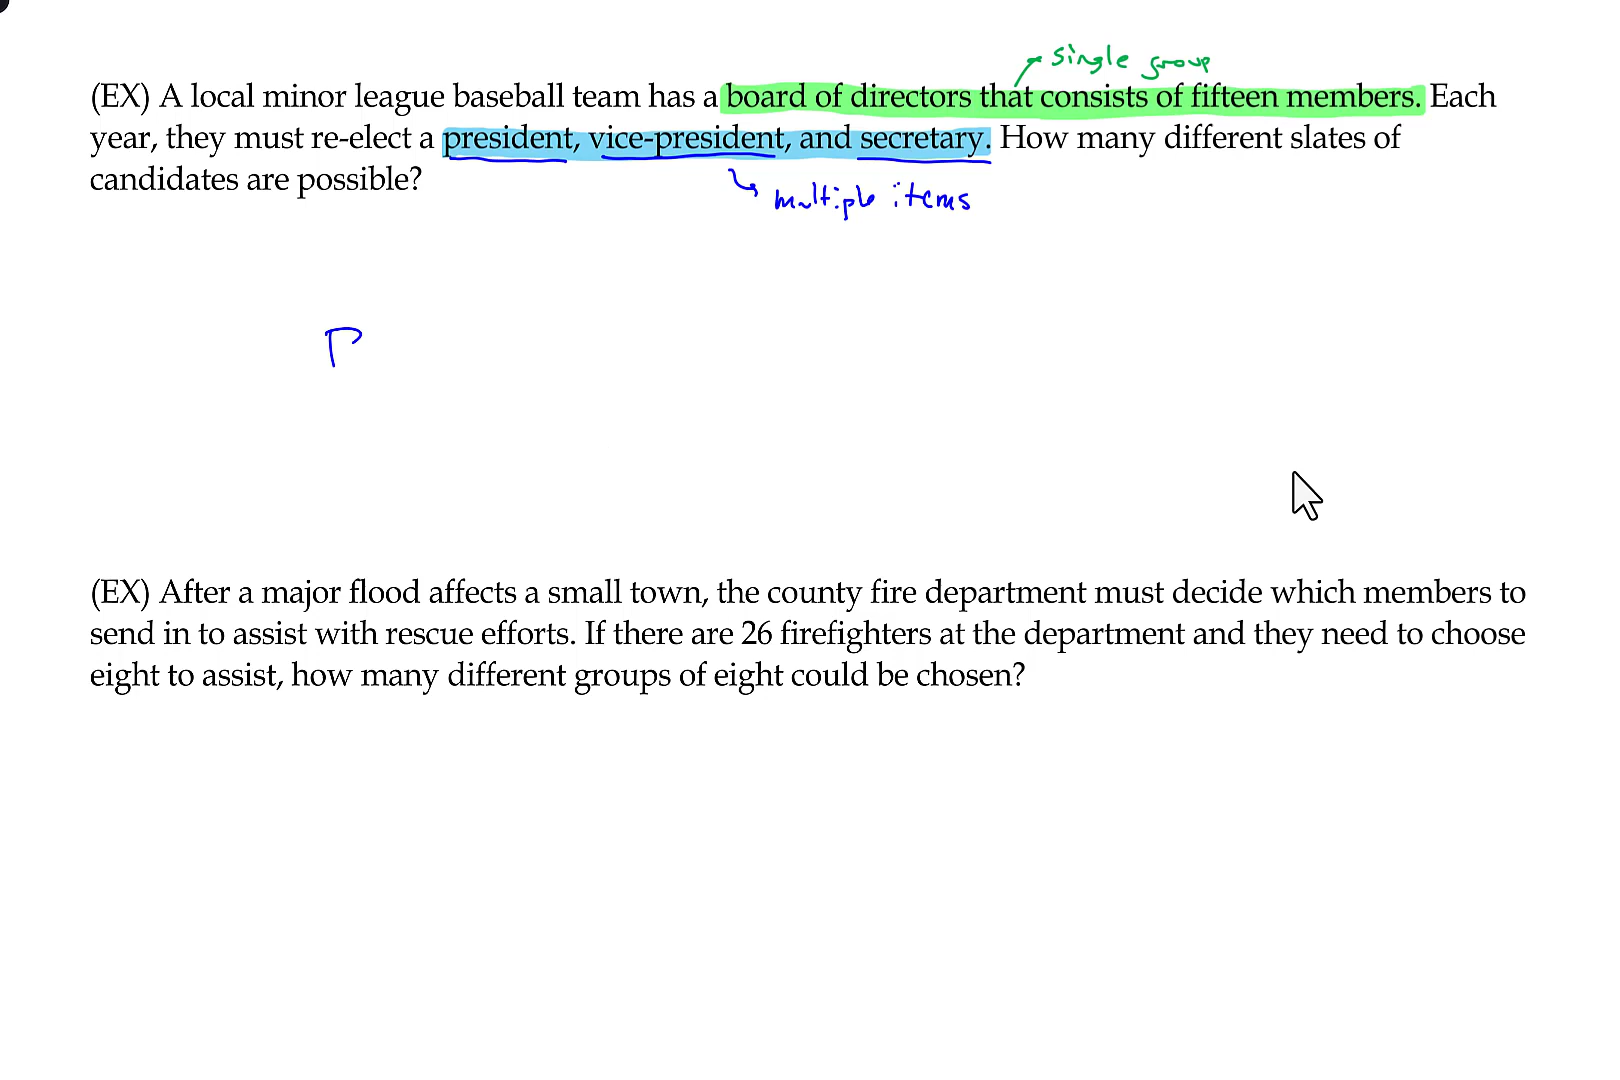 single group
(EX) A local minor league baseball team has a board of directors that consists of fifteen members. Each
year, they must re-elect a president, vice-president, and secretary. How many different slates of
candidates are possible?
multiple items
P
(EX) After a major flood affects a small town, the county fire department must decide which members to
send in to assist with rescue efforts. If there are 26 firefighters at the department and they need to choose
eight to assist, how many different groups of eight could be chosen?